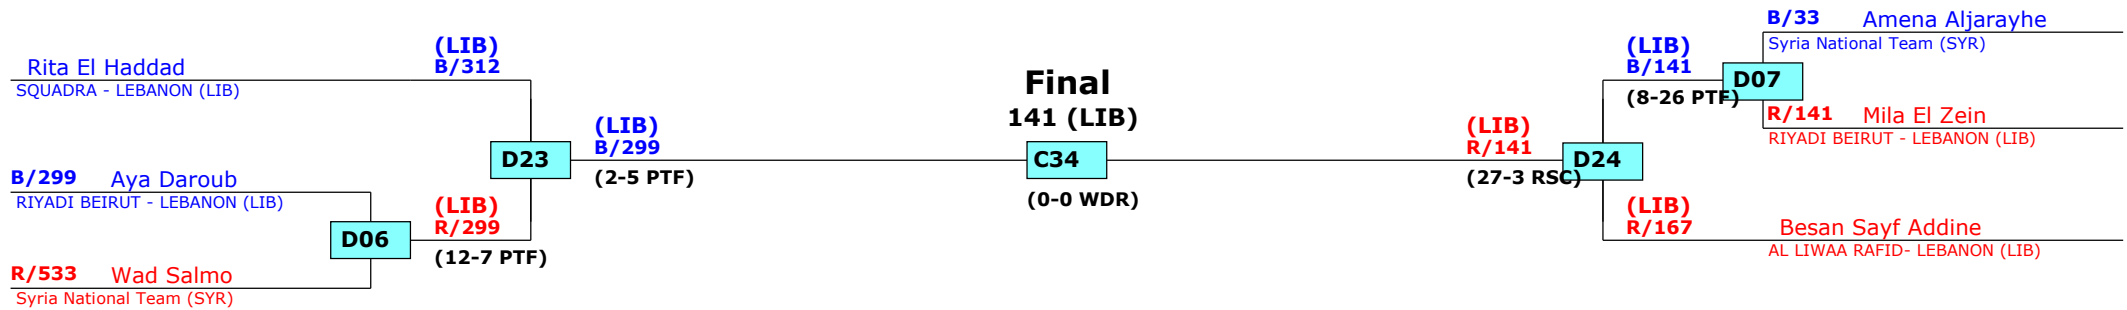 Rita El Haddad
SQUADRA - LEBANON (LIB)
(LIB)
B/312
B/299 Aya Daroub
RIYADI BEIRUT - LEBANON (LIB)
R/533 Wad Salmo
Syria National Team (SYR)
D06
(LIB)
R/299
(12-7 PTF)
D23
(LIB)
B/299
(2-5 PTF)
Final
141 (LIB)
C34
(0-0 WDR)
(LIB)
R/141
(27-3 RSC)
D24
(LIB)
B/141
(8-26 PTF)
D07
B/33 Amena Aljarayhe
Syria National Team (SYR)
R/141 Mila El Zein
RIYADI BEIRUT - LEBANON (LIB)
(LIB)
R/167
Besan Sayf Addine
AL LIWAA RAFID- LEBANON (LIB)